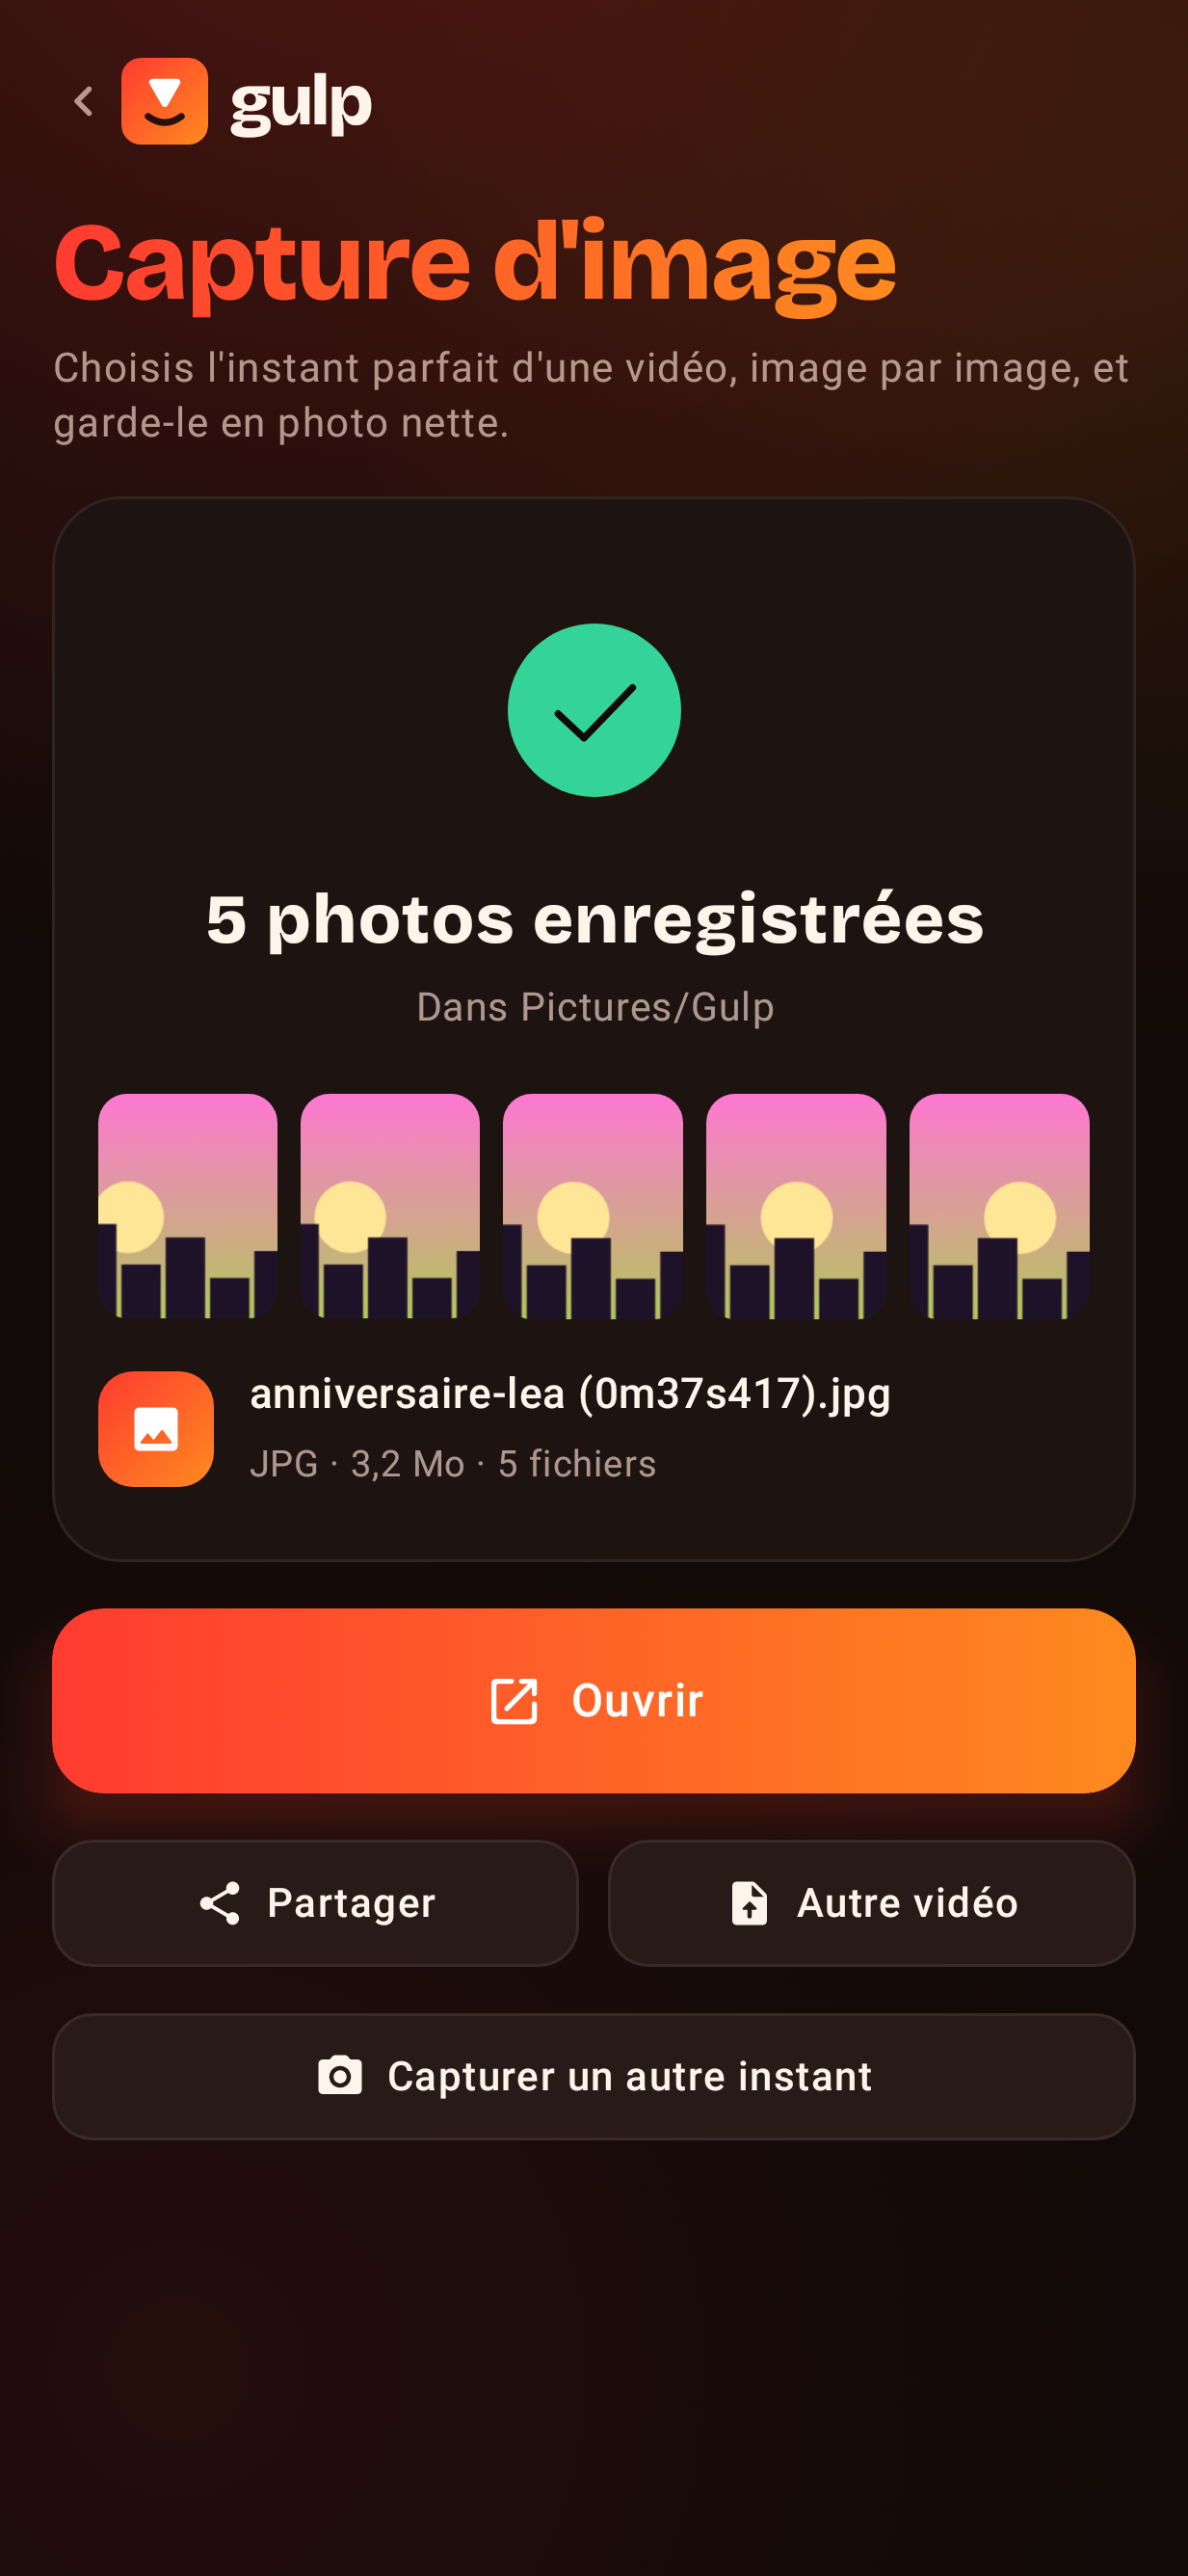 gulp
Capture d'image
Choisis l'instant parfait d'une vidéo, image par image, et
garde-le en photo nette.
5 photos enregistrées
Dans Pictures/Gulp
anniversaire-lea (0m37s417).jpg
JPG · 3,2 Mo · 5 fichiers
Ouvrir
Partager
Autre vidéo
Capturer un autre instant